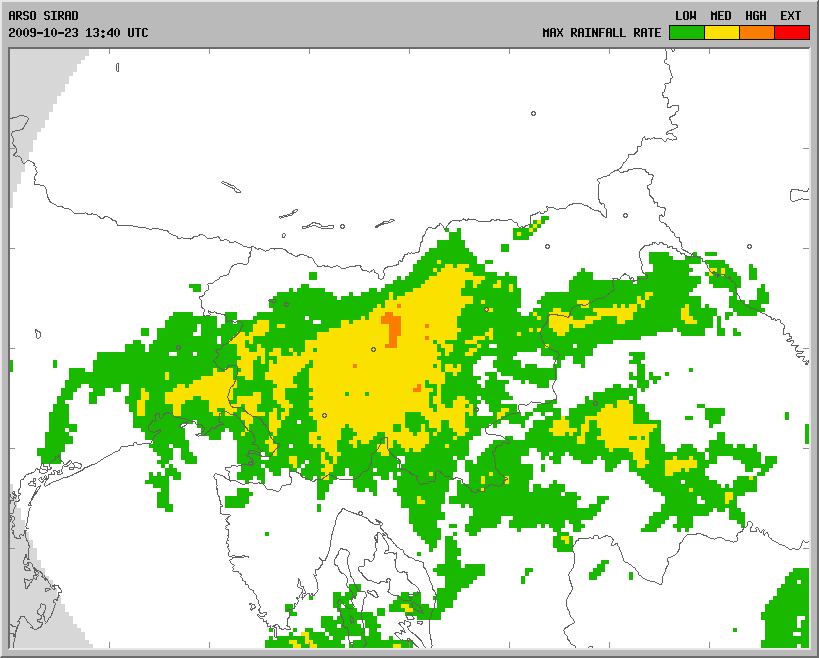 ARSO SIRAD
2009-10-23 13:40 UTC
LOW MED HGH EXT
MAX RAINFALL RATE